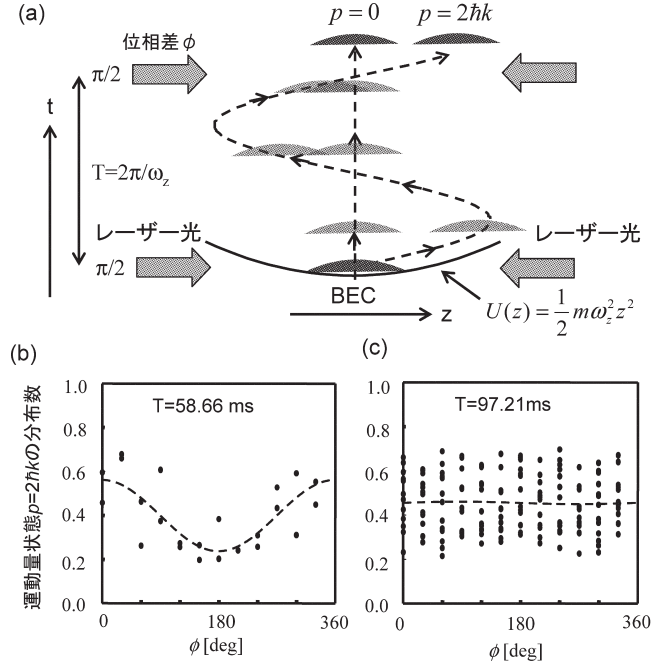 (a)
p=0
p=2ħk
位相差ϕ
π/2
t
T=2π/ω_z
レーザー光
レーザー光
π/2
BEC
z
U(z)=\frac{1}{2}mω_z^2z^2
(b)
(c)
運動量状態p=2ħkの分布数
1.0
0.8
0.6
0.4
0.2
0.0
T=58.66 ms
0
180
360
ϕ[deg]
1.0
0.8
0.6
0.4
0.2
0.0
T=97.21ms
0
180
360
ϕ[deg]